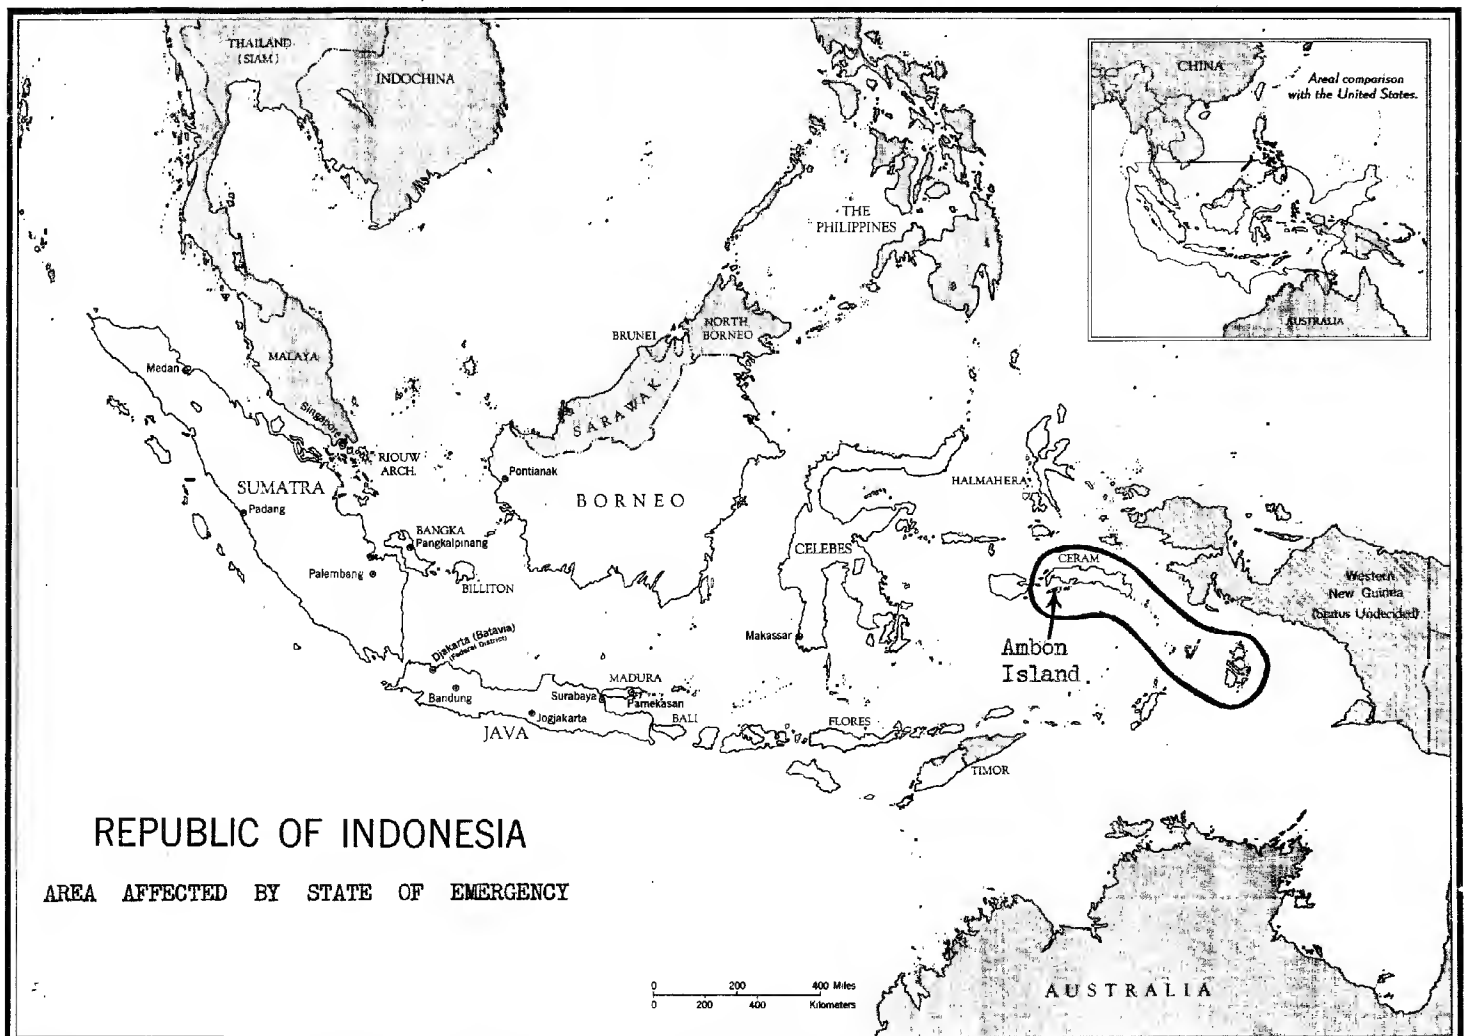 THAILAND
(SIAM)
INDOCHINA
CHINA
Areal comparison
with the United States.
AUSTRALIA
THE
PHILIPPINES
BRUNEI
NORTH
BORNEO
SARAWAK
MALAYA
Medan
Singapore
RIOUW
ARCH.
SUMATRA
Padang
Pontianak
BORNEO
HALMAHERA
BANGKA
Pangkalpinang
Palembang
BILLITON
CELEBES
CERAM
Western
New Guinea
(Status Undecided)
Makassar
Ambon
Island.
Djakarta (Batavia)
(Federal District)
Bandung
MADURA
Surabaya
Pamekasan
Jogjakarta
BALI
JAVA
FLORES
TIMOR
REPUBLIC OF INDONESIA
AREA AFFECTED BY STATE OF EMERGENCY
0 200 400 Miles
0 200 400 Kilometers
AUSTRALIA